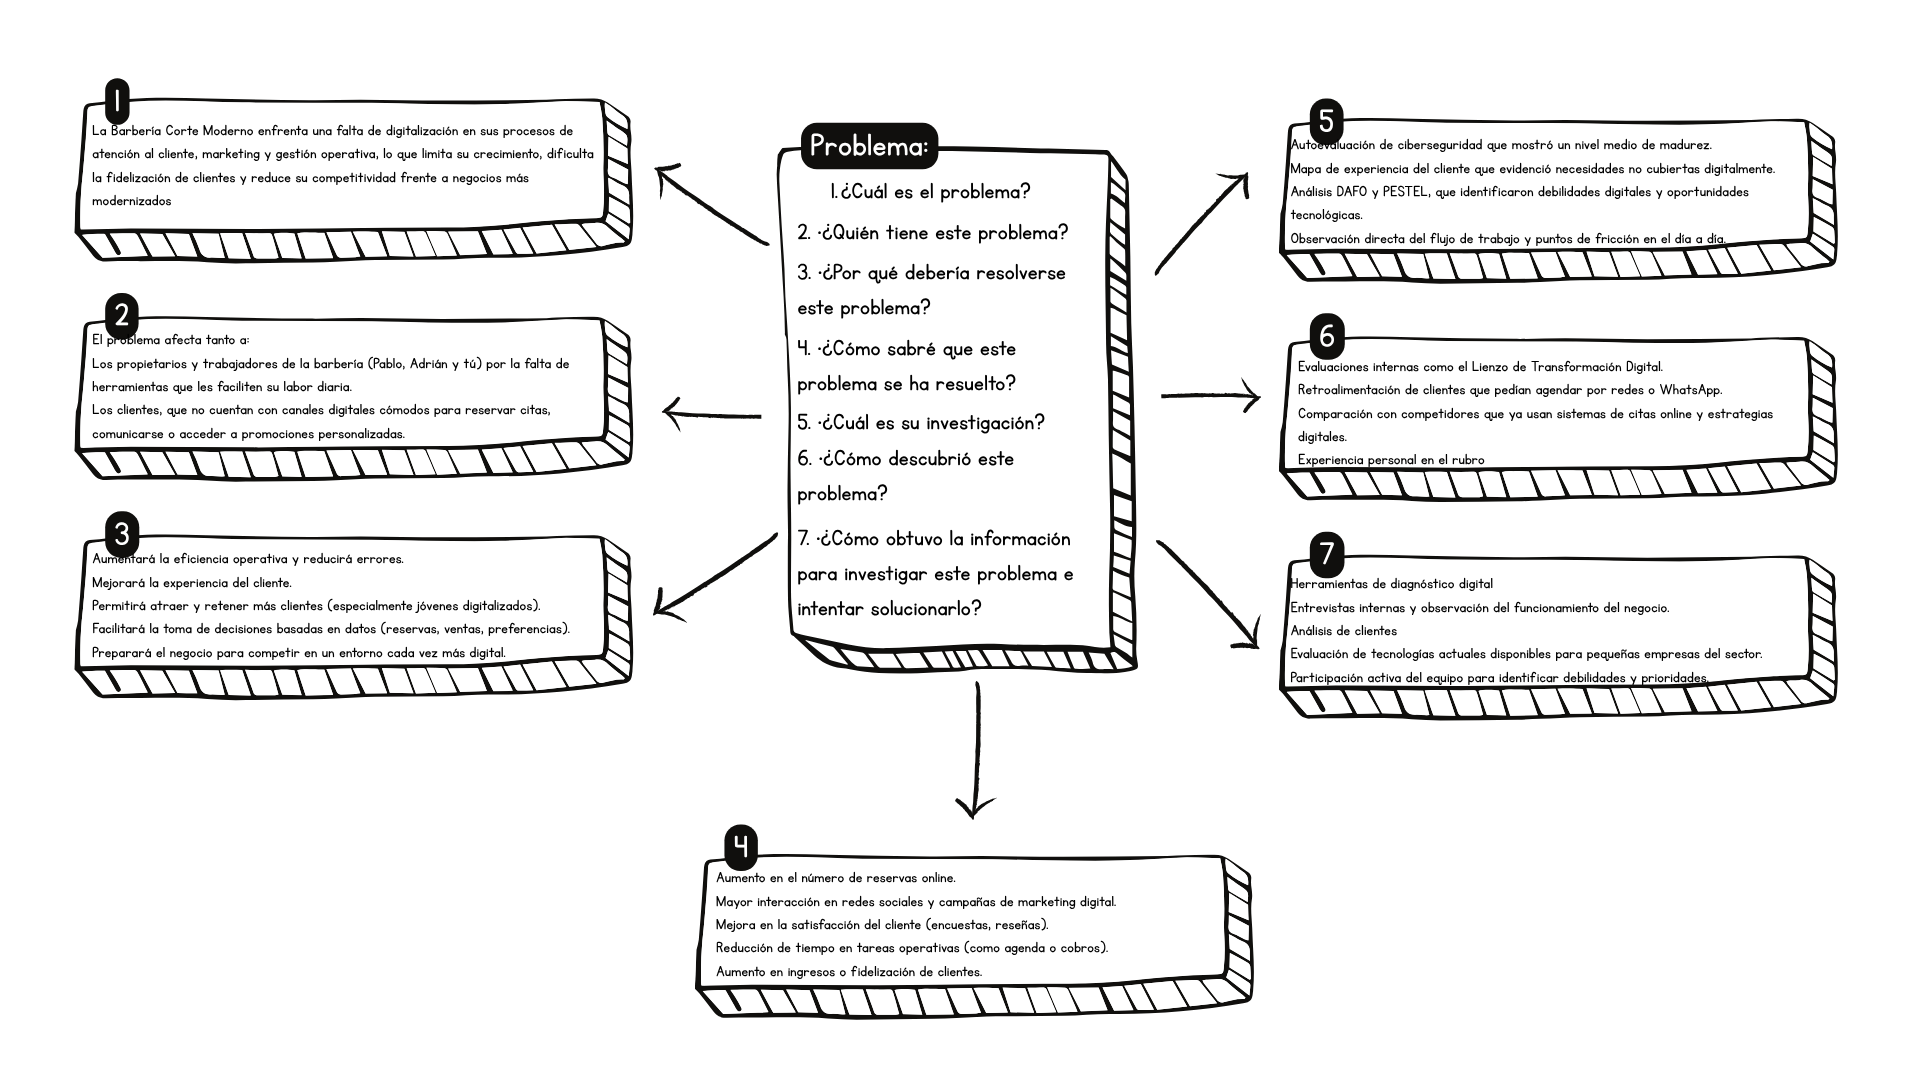 Problema:
1.¿Cuál es el problema?
2. ·¿Quién tiene este problema?
3. ·¿Por qué debería resolverse
este problema?
4. ·¿Cómo sabré que este
problema se ha resuelto?
5. ·¿Cuál es su investigación?
6. ·¿Cómo descubrió este
problema?
7. ·¿Cómo obtuvo la información
para investigar este problema e
intentar solucionarlo?
1
La Barbería Corte Moderno enfrenta una falta de digitalización en sus procesos de
atención al cliente, marketing y gestión operativa, lo que limita su crecimiento, dificulta
la fidelización de clientes y reduce su competitividad frente a negocios más
modernizados
2
El problema afecta tanto a:
Los propietarios y trabajadores de la barbería (Pablo, Adrián y tú) por la falta de
herramientas que les faciliten su labor diaria.
Los clientes, que no cuentan con canales digitales cómodos para reservar citas,
comunicarse o acceder a promociones personalizadas.
3
Aumentará la eficiencia operativa y reducirá errores.
Mejorará la experiencia del cliente.
Permitirá atraer y retener más clientes (especialmente jóvenes digitalizados).
Facilitará la toma de decisiones basadas en datos (reservas, ventas, preferencias).
Preparará el negocio para competir en un entorno cada vez más digital.
4
Aumento en el número de reservas online.
Mayor interacción en redes sociales y campañas de marketing digital.
Mejora en la satisfacción del cliente (encuestas, reseñas).
Reducción de tiempo en tareas operativas (como agenda o cobros).
Aumento en ingresos o fidelización de clientes.
5
Autoevaluación de ciberseguridad que mostró un nivel medio de madurez.
Mapa de experiencia del cliente que evidenció necesidades no cubiertas digitalmente.
Análisis DAFO y PESTEL, que identificaron debilidades digitales y oportunidades
tecnológicas.
Observación directa del flujo de trabajo y puntos de fricción en el día a día.
6
Evaluaciones internas como el Lienzo de Transformación Digital.
Retroalimentación de clientes que pedían agendar por redes o WhatsApp.
Comparación con competidores que ya usan sistemas de citas online y estrategias
digitales.
Experiencia personal en el rubro
7
Herramientas de diagnóstico digital
Entrevistas internas y observación del funcionamiento del negocio.
Análisis de clientes
Evaluación de tecnologías actuales disponibles para pequeñas empresas del sector.
Participación activa del equipo para identificar debilidades y prioridades.